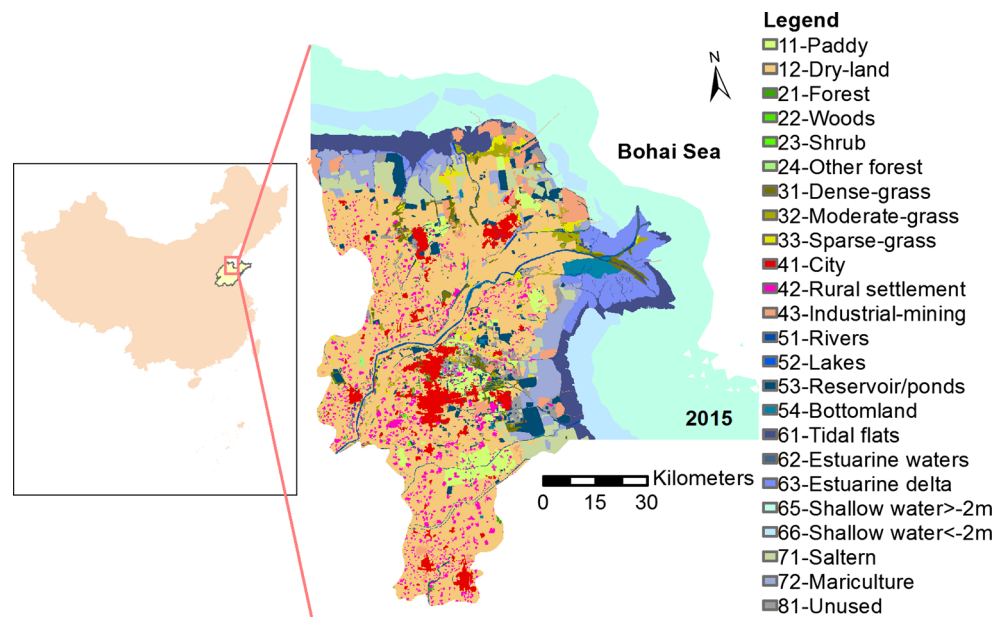 Legend
11-Paddy
12-Dry-land
21-Forest
22-Woods
23-Shrub
24-Other forest
31-Dense-grass
32-Moderate-grass
33-Sparse-grass
41-City
42-Rural settlement
43-Industrial-mining
51-Rivers
52-Lakes
53-Reservoir/ponds
54-Bottomland
61-Tidal flats
62-Estuarine waters
63-Estuarine delta
65-Shallow water>-2m
66-Shallow water<-2m
71-Saltern
72-Mariculture
81-Unused
N
Bohai Sea
2015
Kilometers
0 15 30